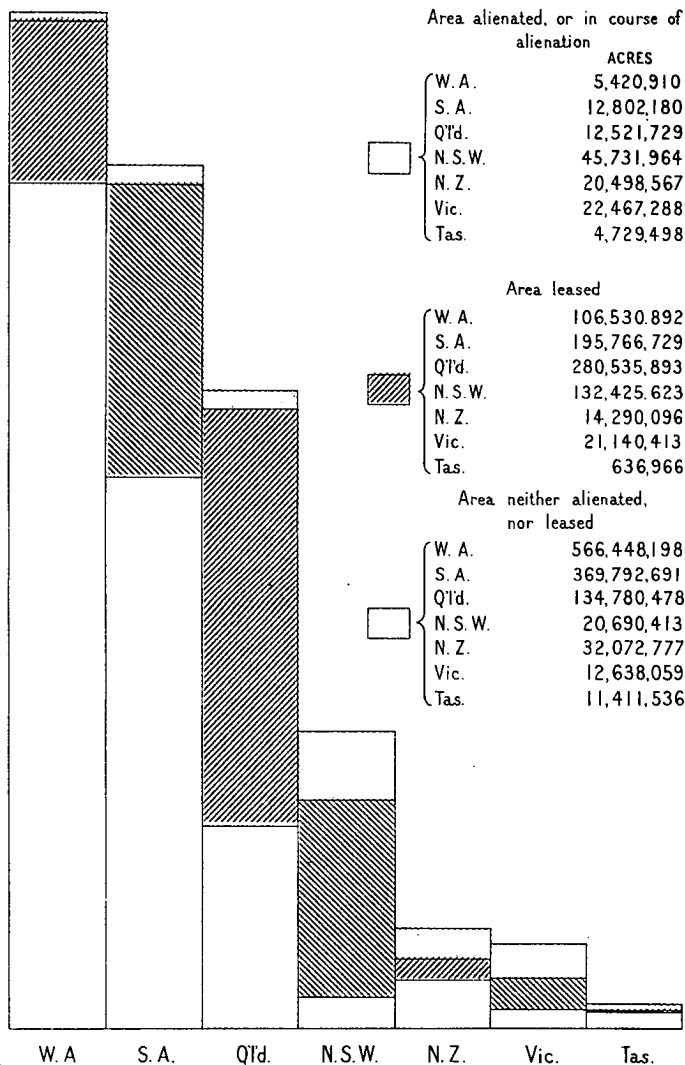 Area alienated, or in course of
alienation
ACRES
W. A. 5,420,910
S. A. 12,802,180
Q'l'd. 12,521,729
N. S. W. 45,731,964
N. Z. 20,498,567
Vic. 22,467,288
Tas. 4,729,498
Area leased
W. A. 106,530.892
S. A. 195,766,729
Q'l'd. 280,535,893
N. S. W. 132,425.623
N. Z. 14,290,096
Vic. 21,140,413
Tas. 636,966
Area neither alienated,
nor leased
W. A. 566,448,198
S. A. 369,792,691
Q'l'd. 134,780,478
N. S. W. 20,690,413
N. Z. 32,072,777
Vic. 12,638,059
Tas. 11,411,536
W. A S. A. Q'l'd. N. S. W. N. Z. Vic. Tas.